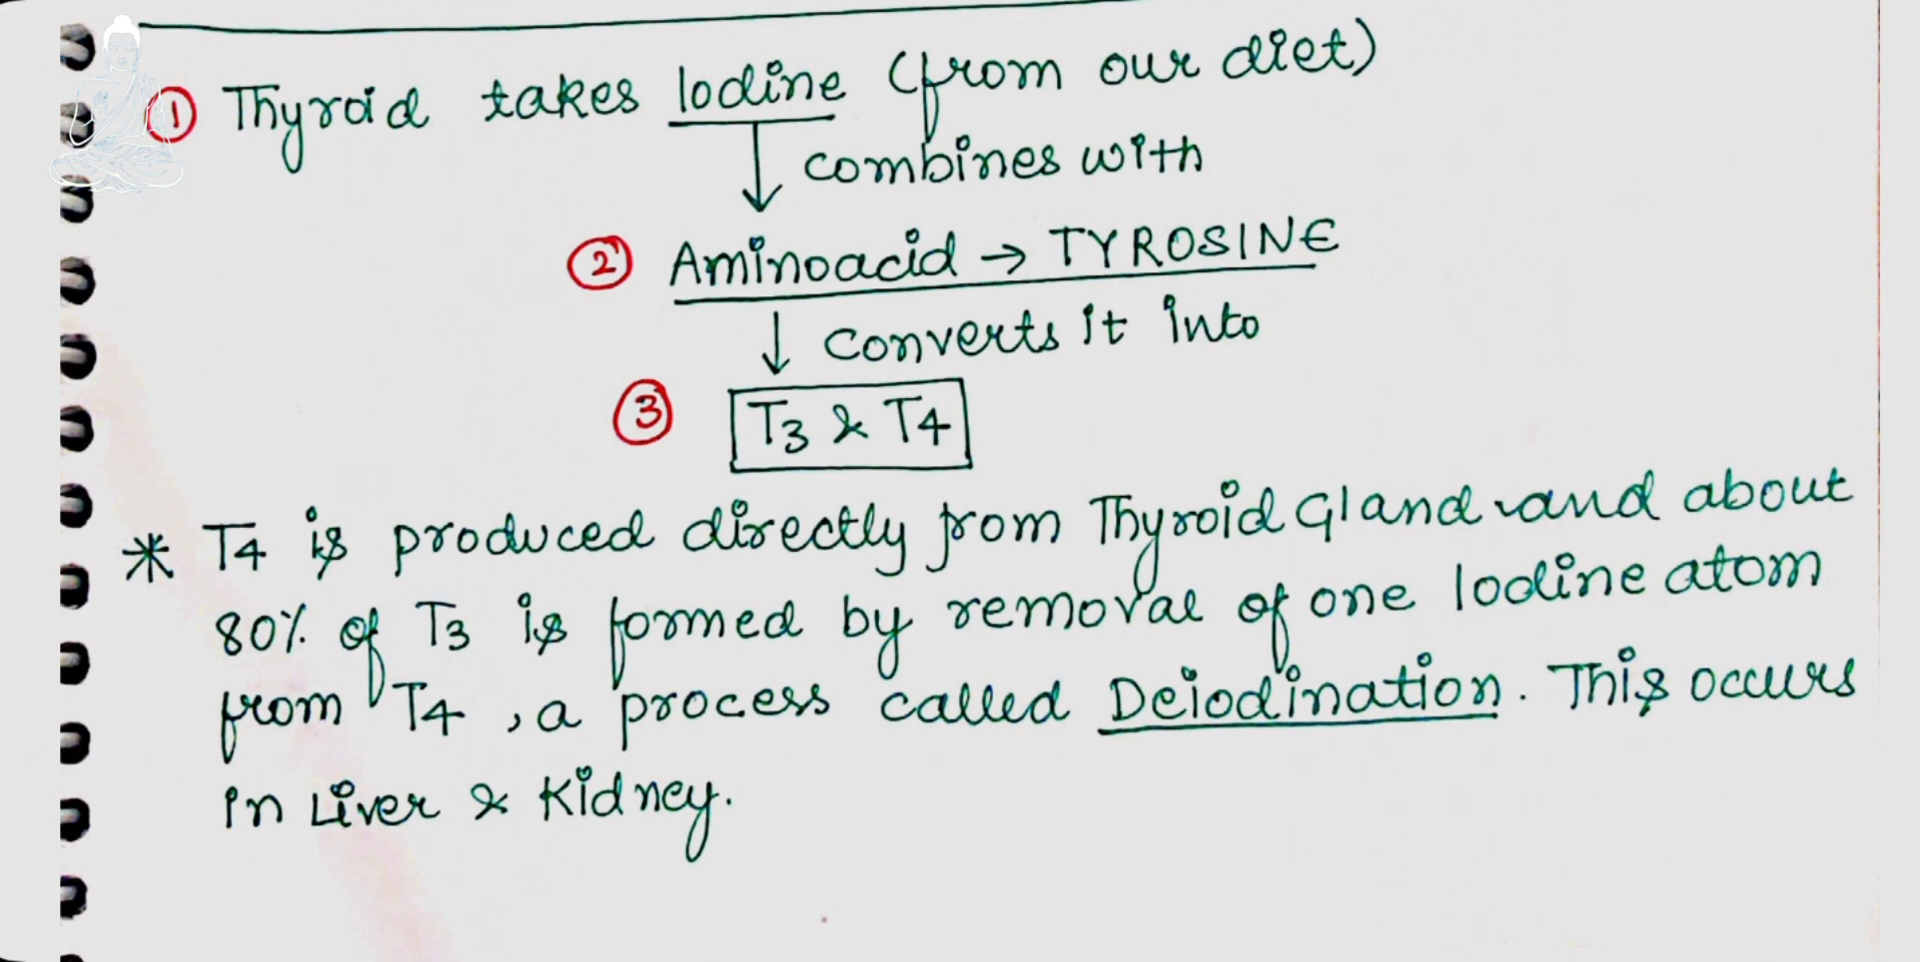 ① Thyroid takes Iodine (from our diet)
↓ combines with
② Aminoacid → TYROSINE
↓ converts it into
③ T3 & T4
* T4 is produced directly from Thyroid Gland and about
80% of T3 is formed by removal of one Iodine atom
from T4, a process called Deiodination. This occurs
in Liver & Kidney.